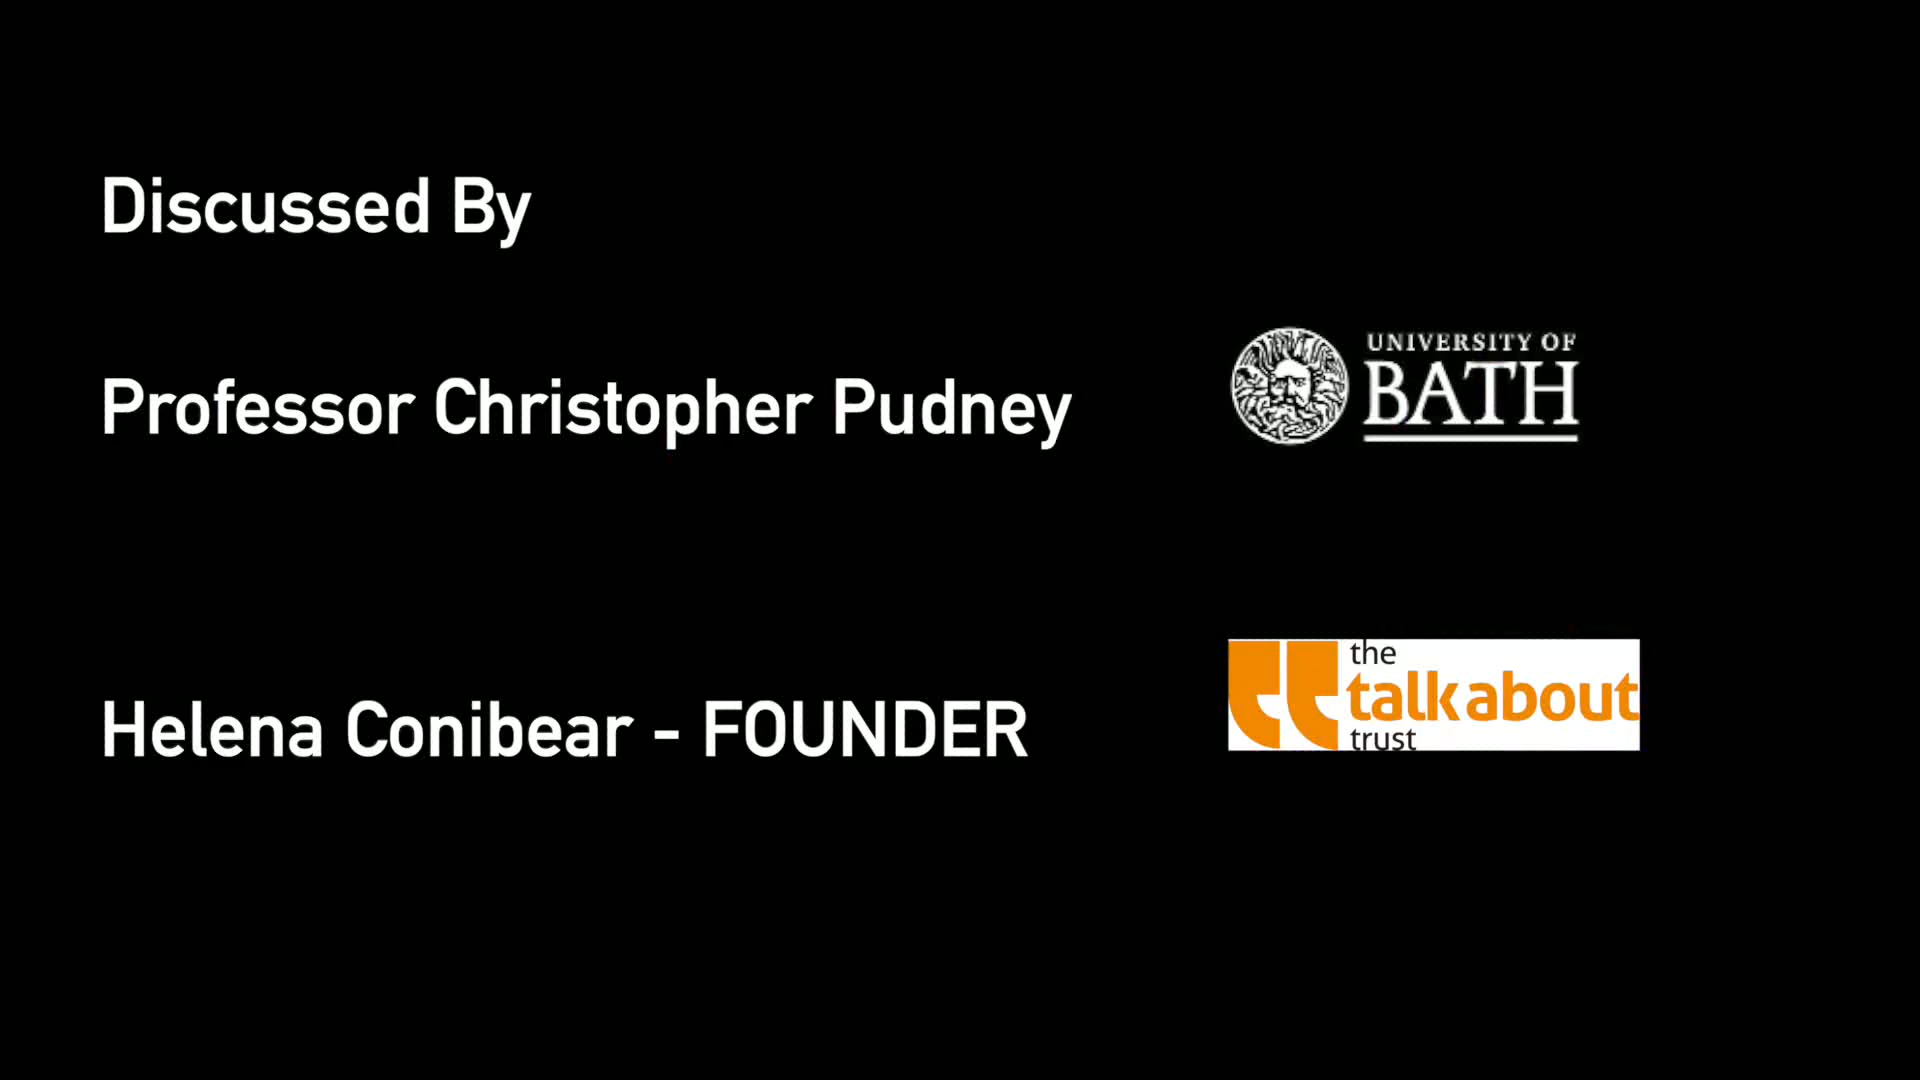 Discussed By
Professor Christopher Pudney
UNIVERSITY OF
BATH
Helena Conibear - FOUNDER
the
talkabout
trust